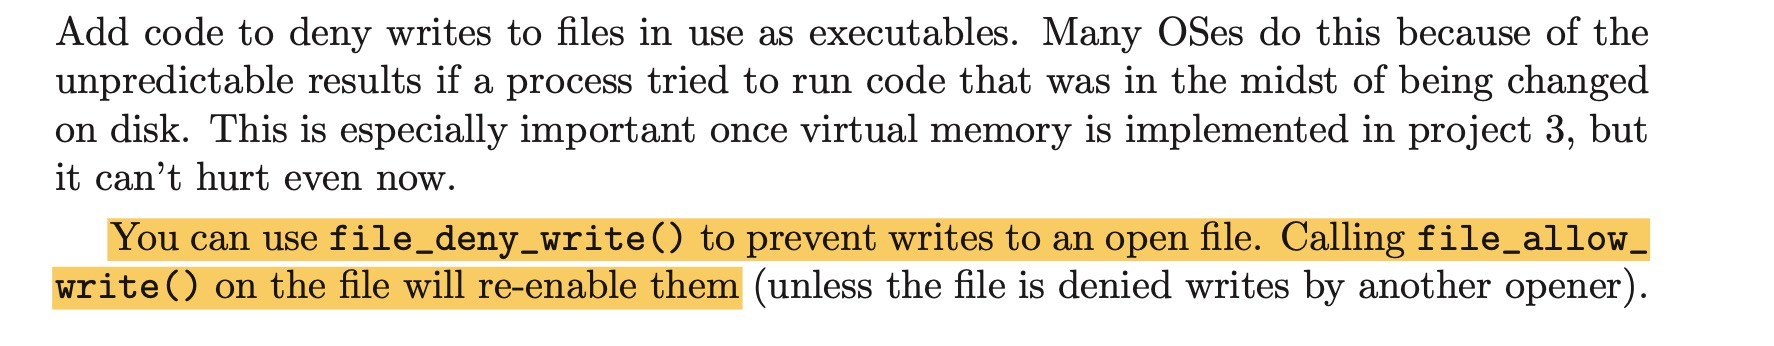 Add code to deny writes to files in use as executables. Many OSes do this because of the
unpredictable results if a process tried to run code that was in the midst of being changed
on disk. This is especially important once virtual memory is implemented in project 3, but
it can’t hurt even now.
You can use file_deny_write() to prevent writes to an open file. Calling file_allow_
write() on the file will re-enable them (unless the file is denied writes by another opener).